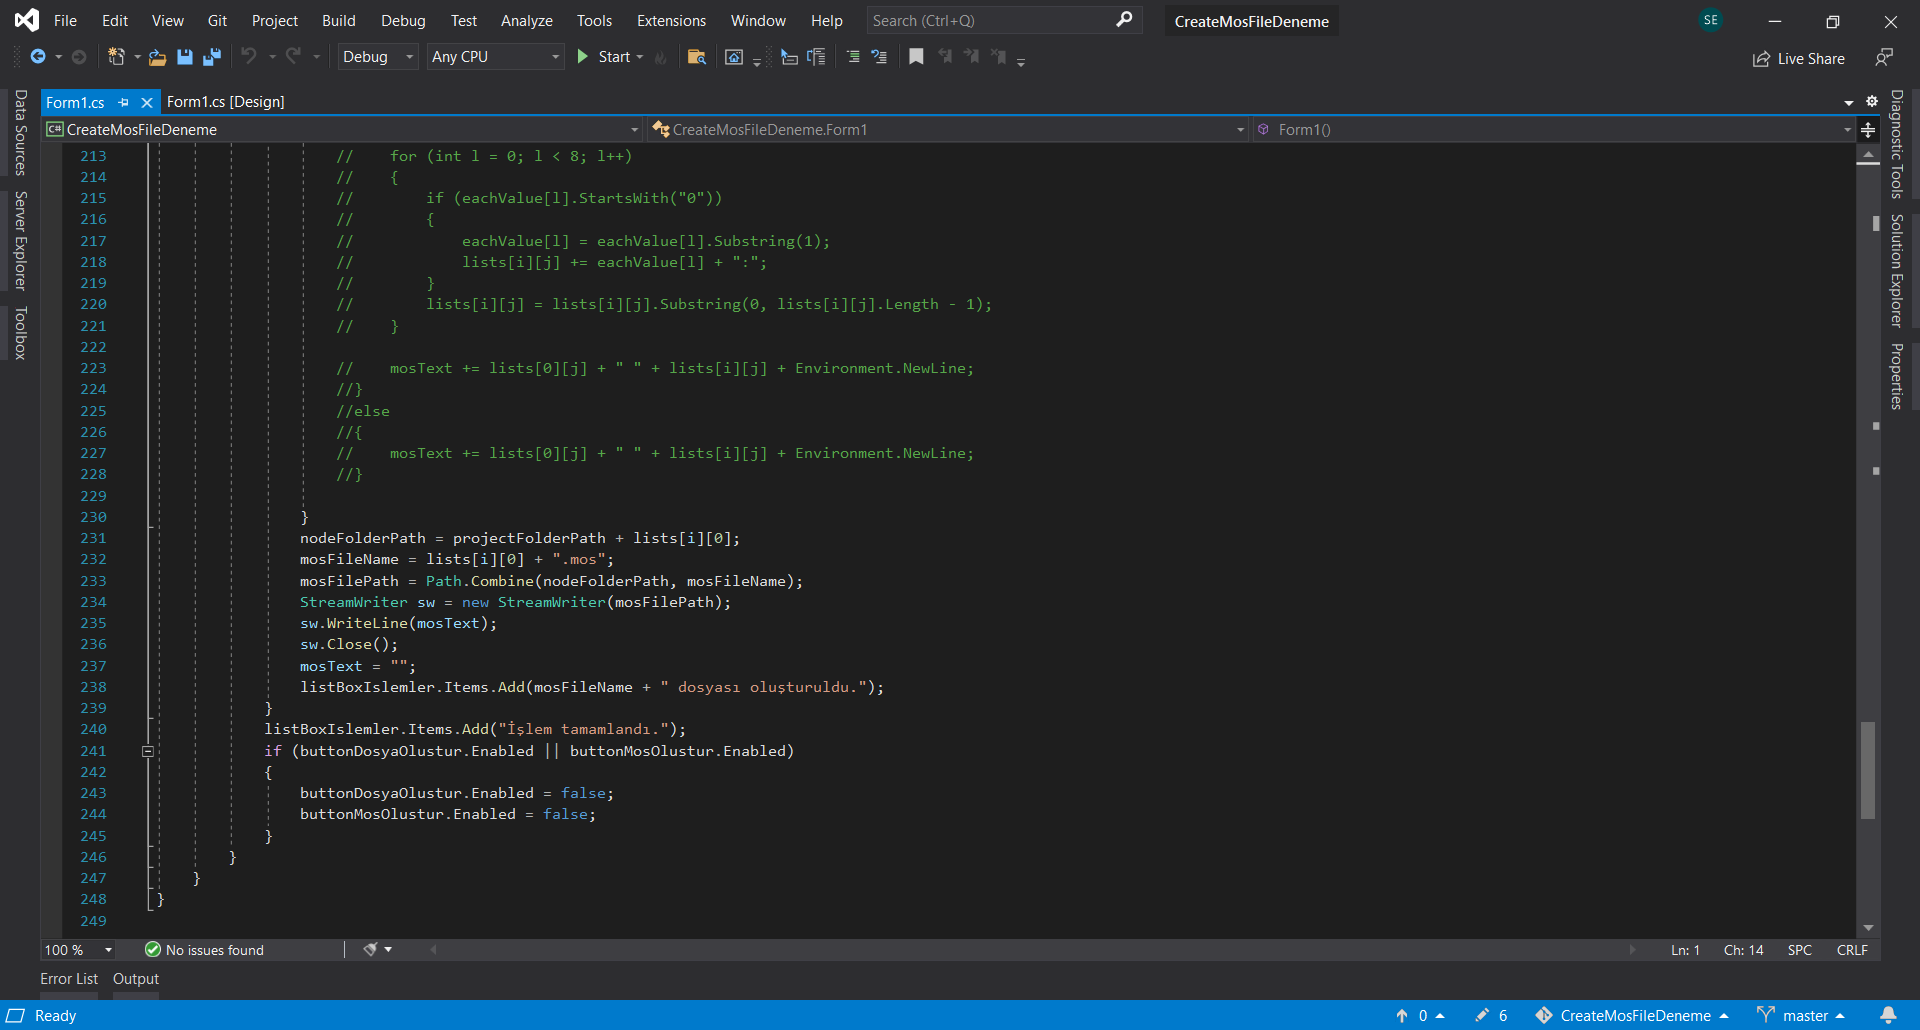 File Edit View Git Project Build Debug Test Analyze Tools Extensions Window Help Search (Ctrl+Q) CreateMosFileDeneme SE
Debug Any CPU Start Live Share
Form1.cs Form1.cs [Design]
C# CreateMosFileDeneme CreateMosFileDeneme.Form1 Form1()
Data Sources
Server Explorer
Toolbox
213 // for (int l = 0; l < 8; l++)
214 // {
215 // if (eachValue[l].StartsWith("0"))
216 // {
217 // eachValue[l] = eachValue[l].Substring(1);
218 // lists[i][j] += eachValue[l] + ":";
219 // }
220 // lists[i][j] = lists[i][j].Substring(0, lists[i][j].Length - 1);
221 // }
222
223 // mosText += lists[0][j] + " " + lists[i][j] + Environment.NewLine;
224 //}
225 //else
226 //{
227 // mosText += lists[0][j] + " " + lists[i][j] + Environment.NewLine;
228 //}
229
230 }
231 nodeFolderPath = projectFolderPath + lists[i][0];
232 mosFileName = lists[i][0] + ".mos";
233 mosFilePath = Path.Combine(nodeFolderPath, mosFileName);
234 StreamWriter sw = new StreamWriter(mosFilePath);
235 sw.WriteLine(mosText);
236 sw.Close();
237 mosText = "";
238 listBoxIslemler.Items.Add(mosFileName + " dosyası oluşturuldu.");
239 }
240 listBoxIslemler.Items.Add("İşlem tamamlandı.");
241 if (buttonDosyaOlustur.Enabled || buttonMosOlustur.Enabled)
242 {
243 buttonDosyaOlustur.Enabled = false;
244 buttonMosOlustur.Enabled = false;
245 }
246 }
247 }
248 }
249
Diagnostic Tools
Solution Explorer
Properties
100 % No issues found Ln: 1 Ch: 14 SPC CRLF
Error List Output
Ready 0 6 CreateMosFileDeneme master